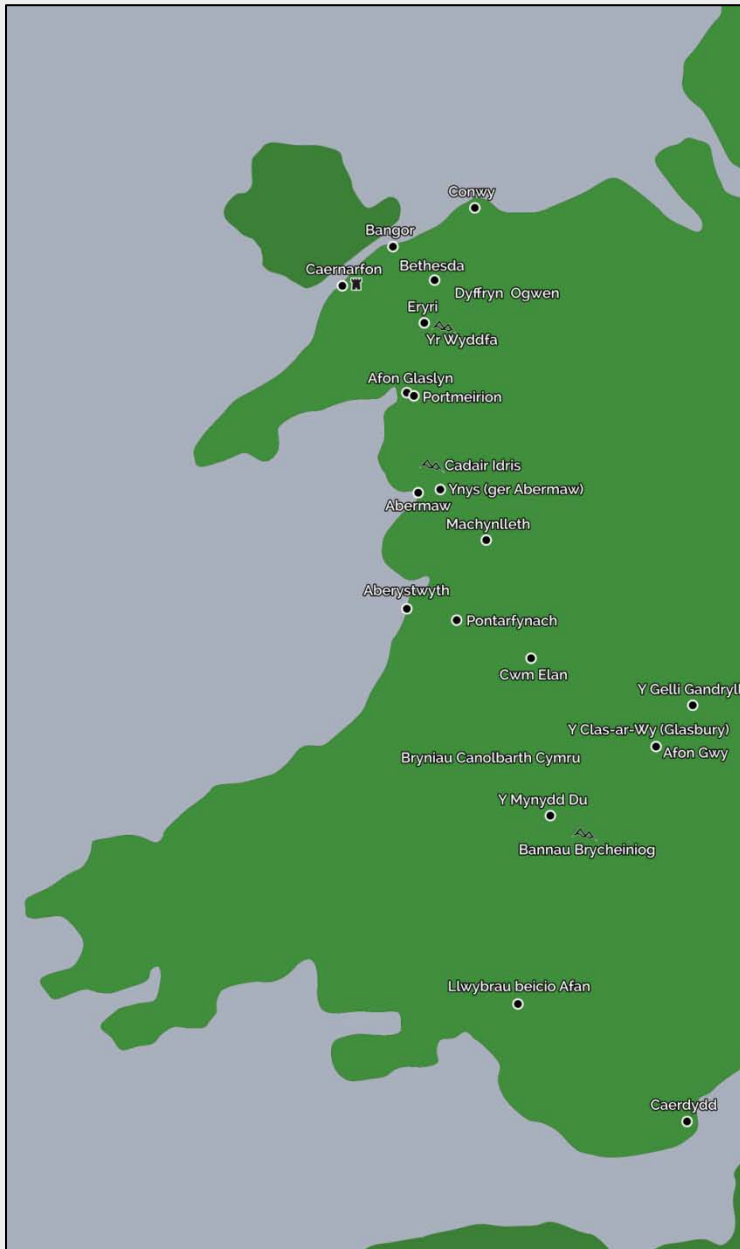 Conwy
Bangor
Bethesda
Caernarfon
Dyffryn Ogwen
Eryri
Yr Wyddfa
Afon Glaslyn
Portmeirion
Cadair Idris
Ynys (ger Abermaw)
Abermaw
Machynlleth
Aberystwyth
Pontarfynach
Cwm Elan
Y Gelli Gandryll
Y Clas-ar-Wy (Glasbury)
Afon Gwy
Bryniau Canolbarth Cymru
Y Mynydd Du
Bannau Brycheiniog
Llwybrau beicio Afan
Caerdydd